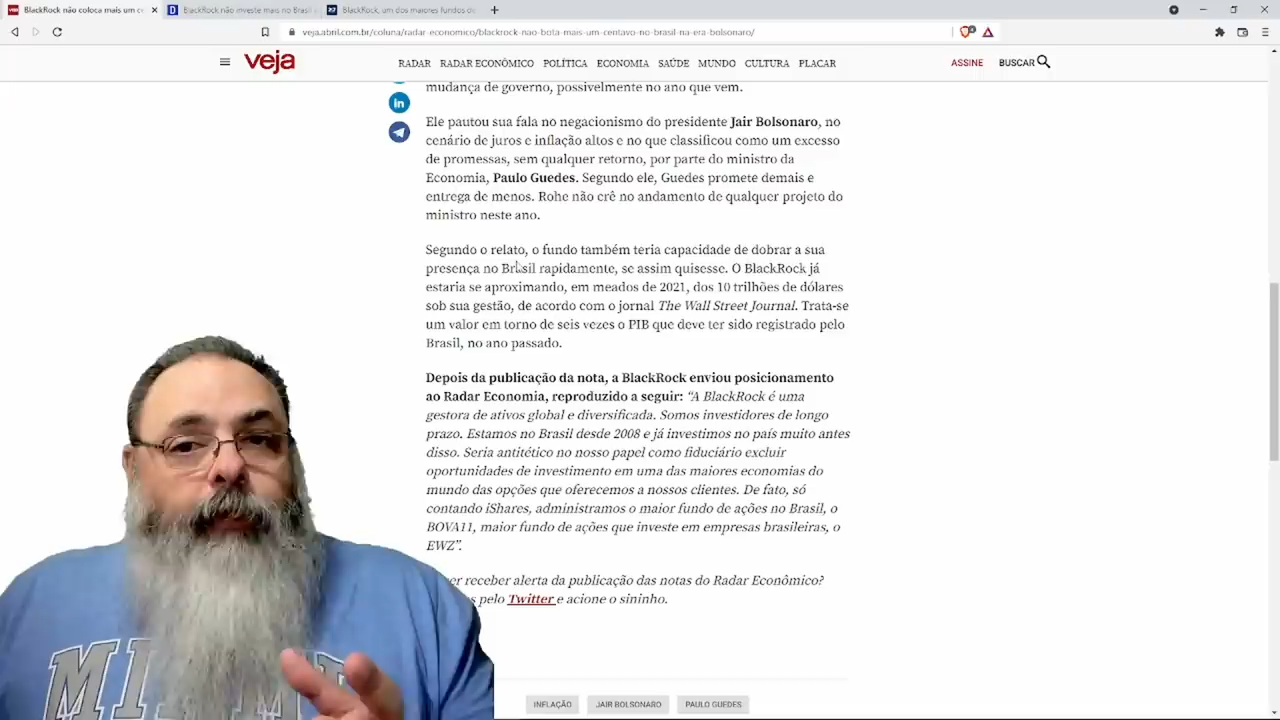 BlackRock não coloca mais um ce
BlackRock não investe mais no Brasil
BlackRock, um dos maiores fundos de
veja.abril.com.br/coluna/radar-economico/blackrock-nao-bota-mais-um-centavo-no-brasil-na-era-bolsonaro/
veja
RADAR RADAR ECONÔMICO POLÍTICA ECONOMIA SAÚDE MUNDO CULTURA PLACAR
ASSINE
BUSCAR
mudança de governo, possivelmente no ano que vem.
in
Ele pautou sua fala no negacionismo do presidente Jair Bolsonaro, no
cenário de juros e inflação altos e no que classificou como um excesso
de promessas, sem qualquer retorno, por parte do ministro da
Economia, Paulo Guedes. Segundo ele, Guedes promete demais e
entrega de menos. Rohe não crê no andamento de qualquer projeto do
ministro neste ano.
Segundo o relato, o fundo também teria capacidade de dobrar a sua
presença no Brasil rapidamente, se assim quisesse. O BlackRock já
estaria se aproximando, em meados de 2021, dos 10 trilhões de dólares
sob sua gestão, de acordo com o jornal The Wall Street Journal. Trata-se
um valor em torno de seis vezes o PIB que deve ter sido registrado pelo
Brasil, no ano passado.
Depois da publicação da nota, a BlackRock enviou posicionamento
ao Radar Economia, reproduzido a seguir: “A BlackRock é uma
gestora de ativos global e diversificada. Somos investidores de longo
prazo. Estamos no Brasil desde 2008 e já investimos no país muito antes
disso. Seria antitético no nosso papel como fiduciário excluir
oportunidades de investimento em uma das maiores economias do
mundo das opções que oferecemos a nossos clientes. De fato, só
contando iShares, administramos o maior fundo de ações no Brasil, o
BOVA11, maior fundo de ações que investe em empresas brasileiras, o
EWZ”.
receber alerta da publicação das notas do Radar Econômico?
pelo Twitter e acione o sininho.
INFLAÇÃO
JAIR BOLSONARO
PAULO GUEDES